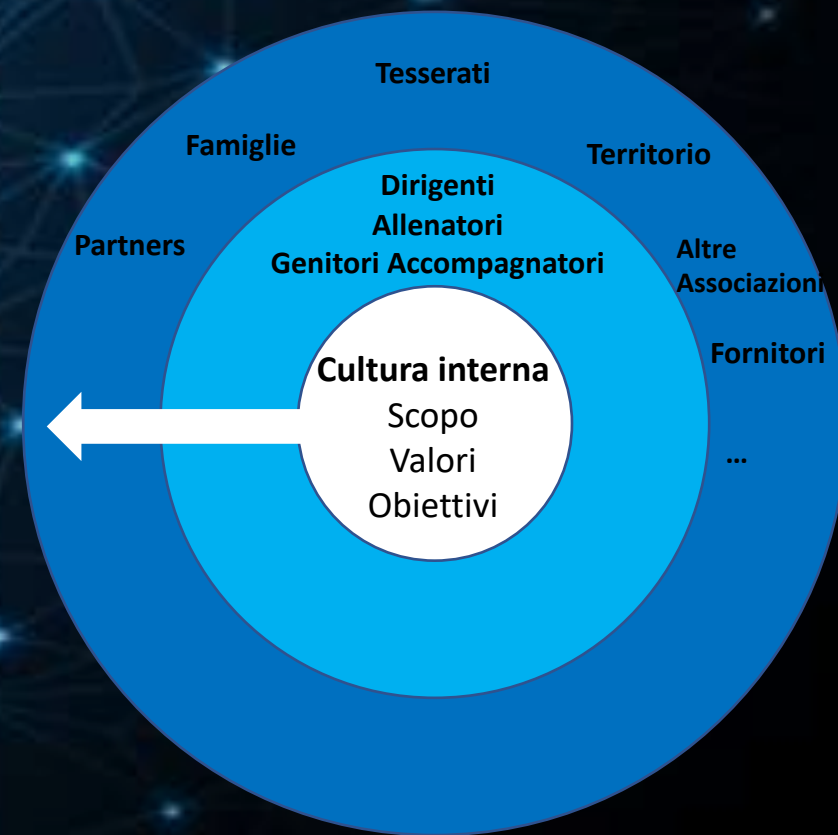 Tesserati
Famiglie
Territorio
Dirigenti
Allenatori
Genitori Accompagnatori
Partners
Altre
Associazioni
Fornitori
Cultura interna
Scopo
Valori
Obiettivi
...